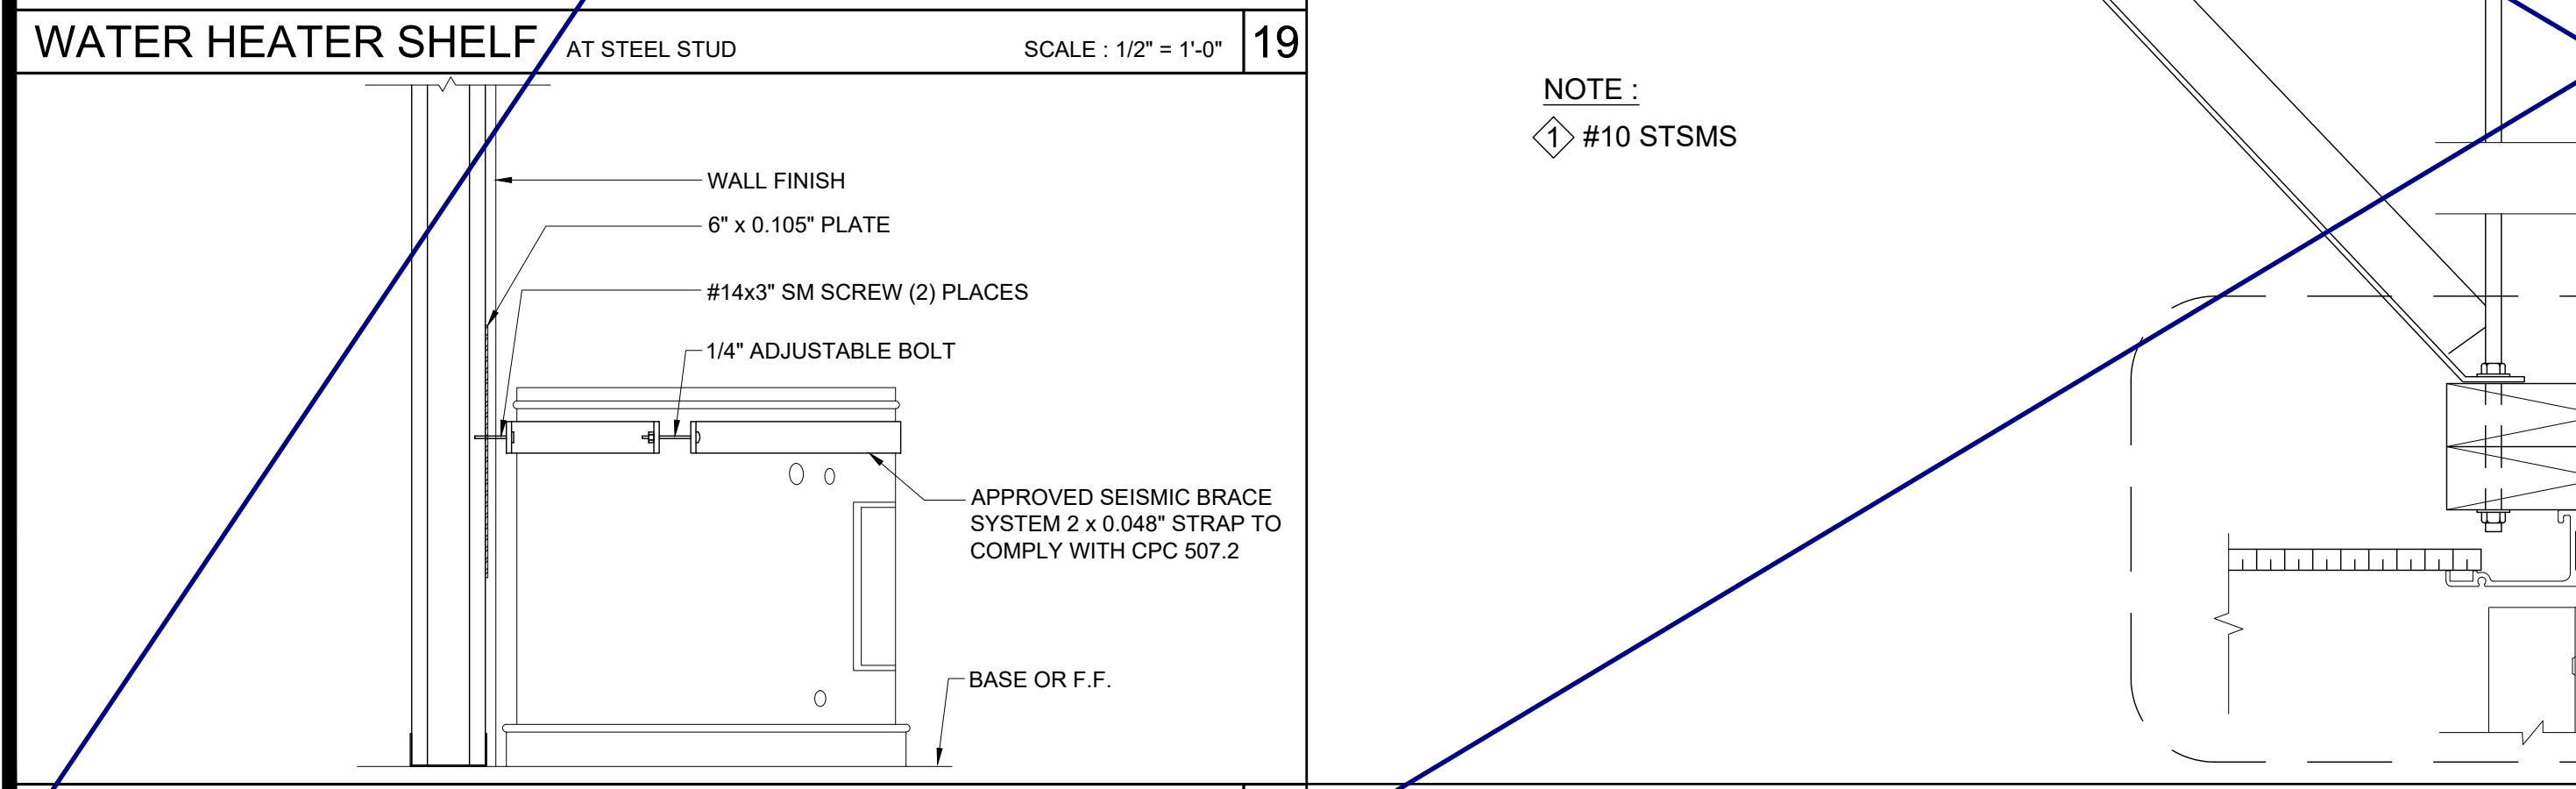 WATER HEATER SHELF AT STEEL STUD SCALE : 1/2" = 1'-0" 19
WALL FINISH
6" x 0.105" PLATE
#14x3" SM SCREW (2) PLACES
1/4" ADJUSTABLE BOLT
APPROVED SEISMIC BRACE
SYSTEM 2 x 0.048" STRAP TO
COMPLY WITH CPC 507.2
BASE OR F.F.
NOTE :
1 #10 STSMS